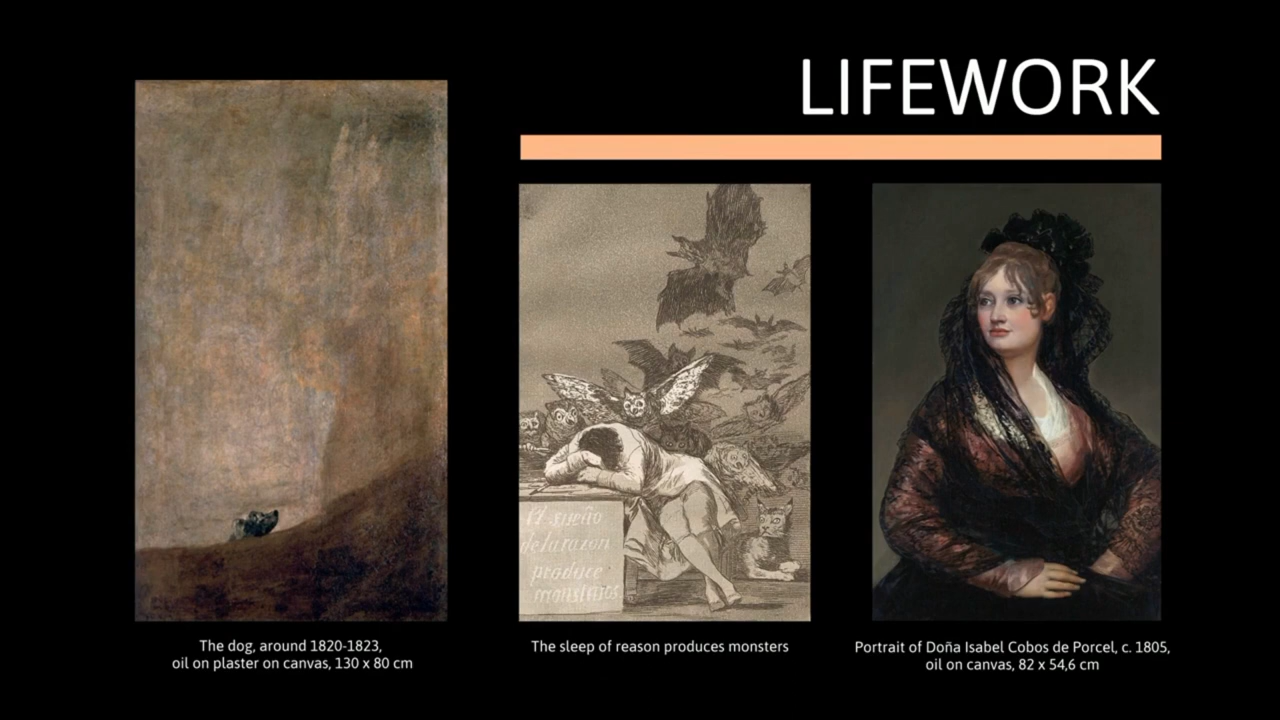 LIFEWORK
El sueño
de la razon
produce
monstruos
The dog, around 1820-1823,
oil on plaster on canvas, 130 x 80 cm
The sleep of reason produces monsters
Portrait of Doña Isabel Cobos de Porcel, c. 1805,
oil on canvas, 82 x 54,6 cm